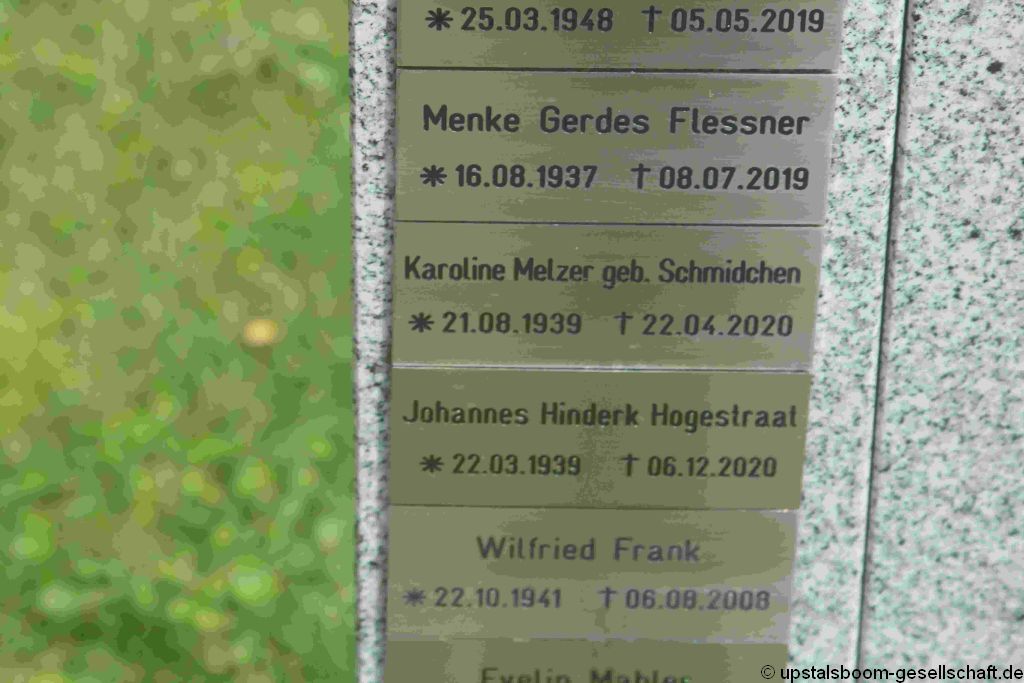 * 25.03.1948 † 05.05.2019
Menke Gerdes Flessner
* 16.08.1937 † 08.07.2019
Karoline Melzer geb. Schmidchen
* 21.08.1939 † 22.04.2020
Johannes Hinderk Hogestraat
* 22.03.1939 † 06.12.2020
Wilfried Frank
* 22.10.1941 † 06.08.2008
Evelin Mahler
© upstalsboom-gesellschaft.de